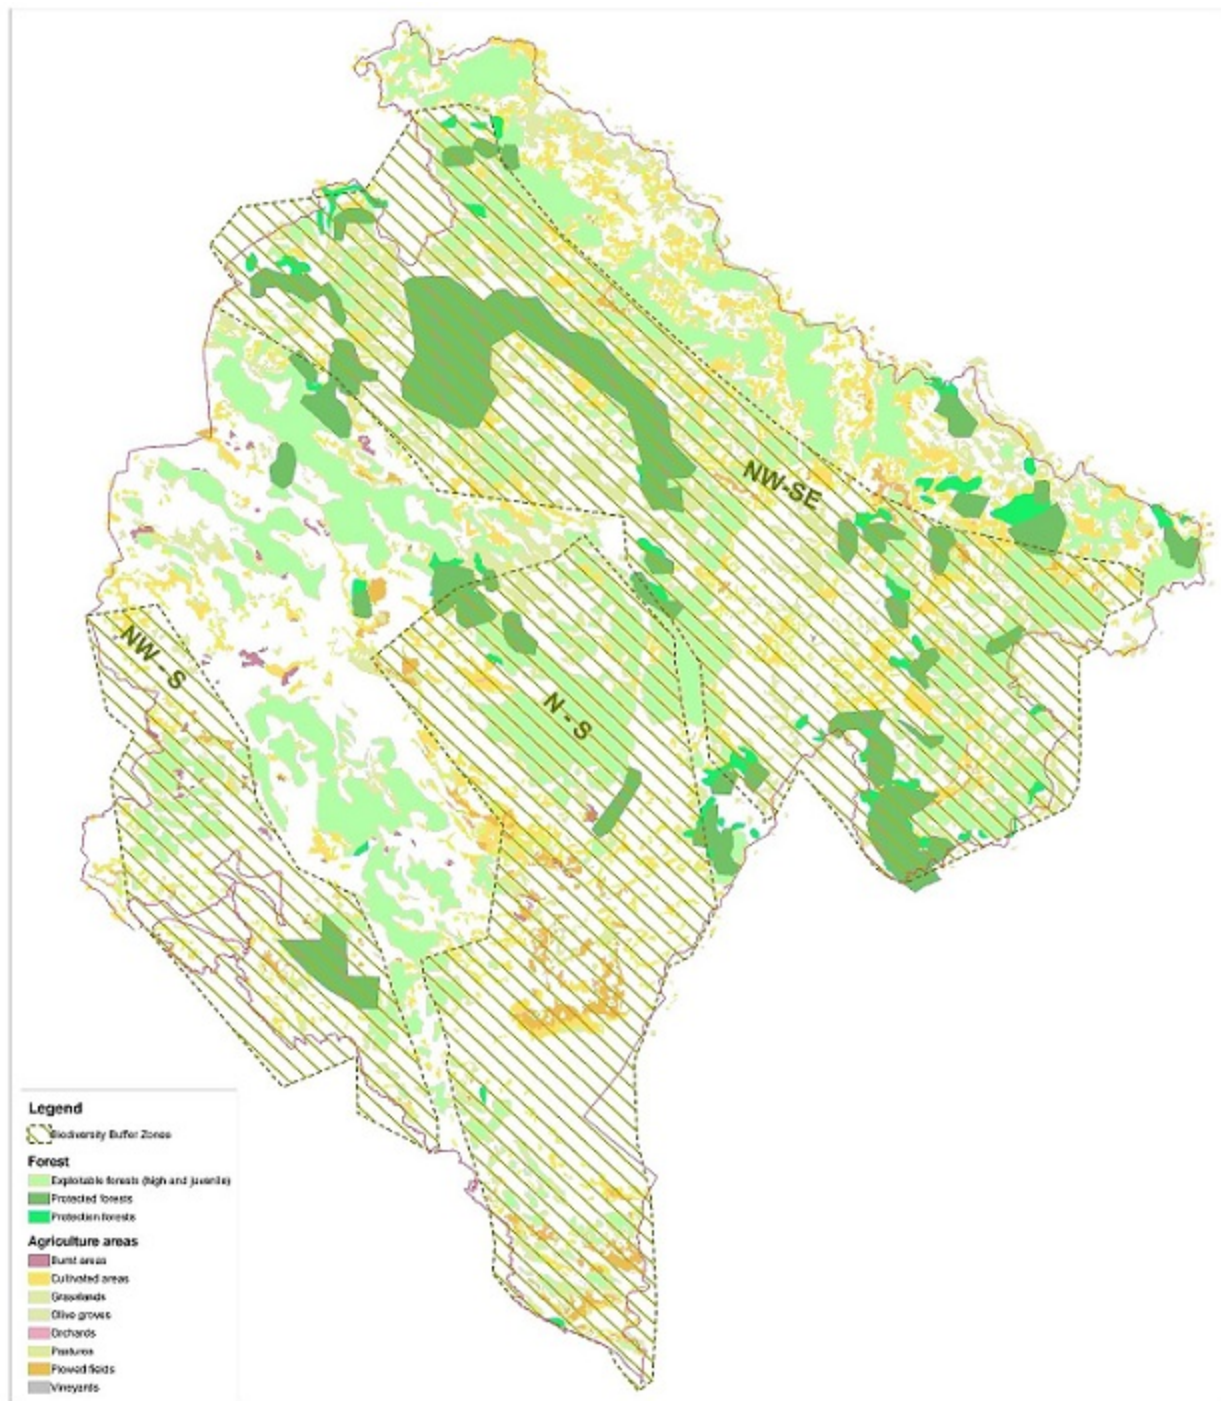 NW-SE
NW - S
N - S
Legend
Biodiversity Buffer Zones
Forest
Exploitable forests (high and juvenile)
Protected forests
Protection forests
Agriculture areas
Burnt areas
Cultivated areas
Grasslands
Olive groves
Orchards
Pastures
Plowed fields
Vineyards